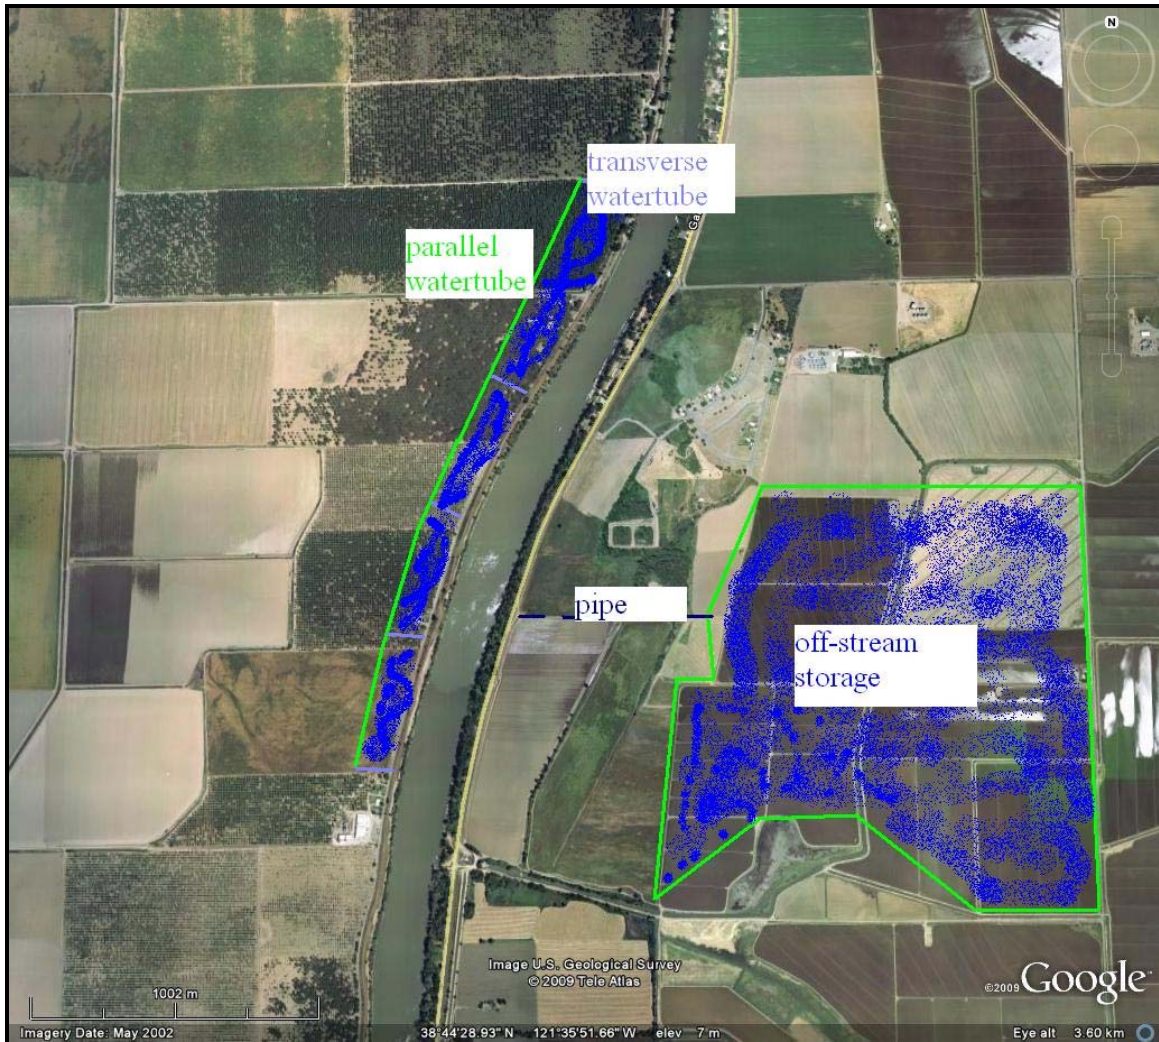 N
transverse
watertube
parallel
watertube
Ga
pipe
off-stream
storage
Image U.S. Geological Survey
© 2009 Tele Atlas
©2009 Google
1002 m
Imagery Date: May 2002
38°44'28.93" N 121°35'51.66" W elev 7 m
Eye alt 3.60 km